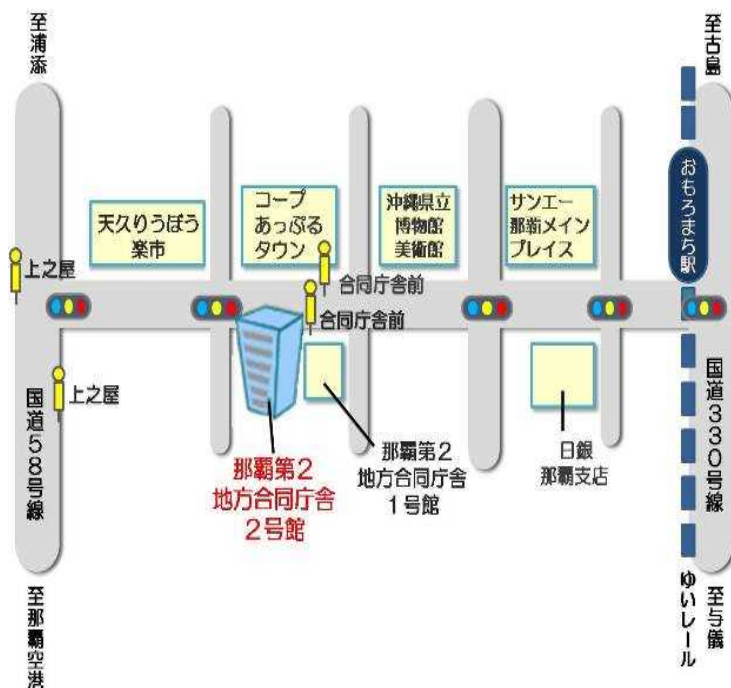 至浦添
至古島
おもろまち駅
天久りうぼう
楽市
コープ
あっぷる
タウン
沖縄県立
博物館
美術館
サンエー
那覇メイン
プレイス
上之屋
合同庁舎前
合同庁舎前
上之屋
国道58号線
国道330号線
那覇第2
地方合同庁舎
2号館
那覇第2
地方合同庁舎
1号館
日銀
那覇支店
至那覇空港
ゆいレール
至与儀